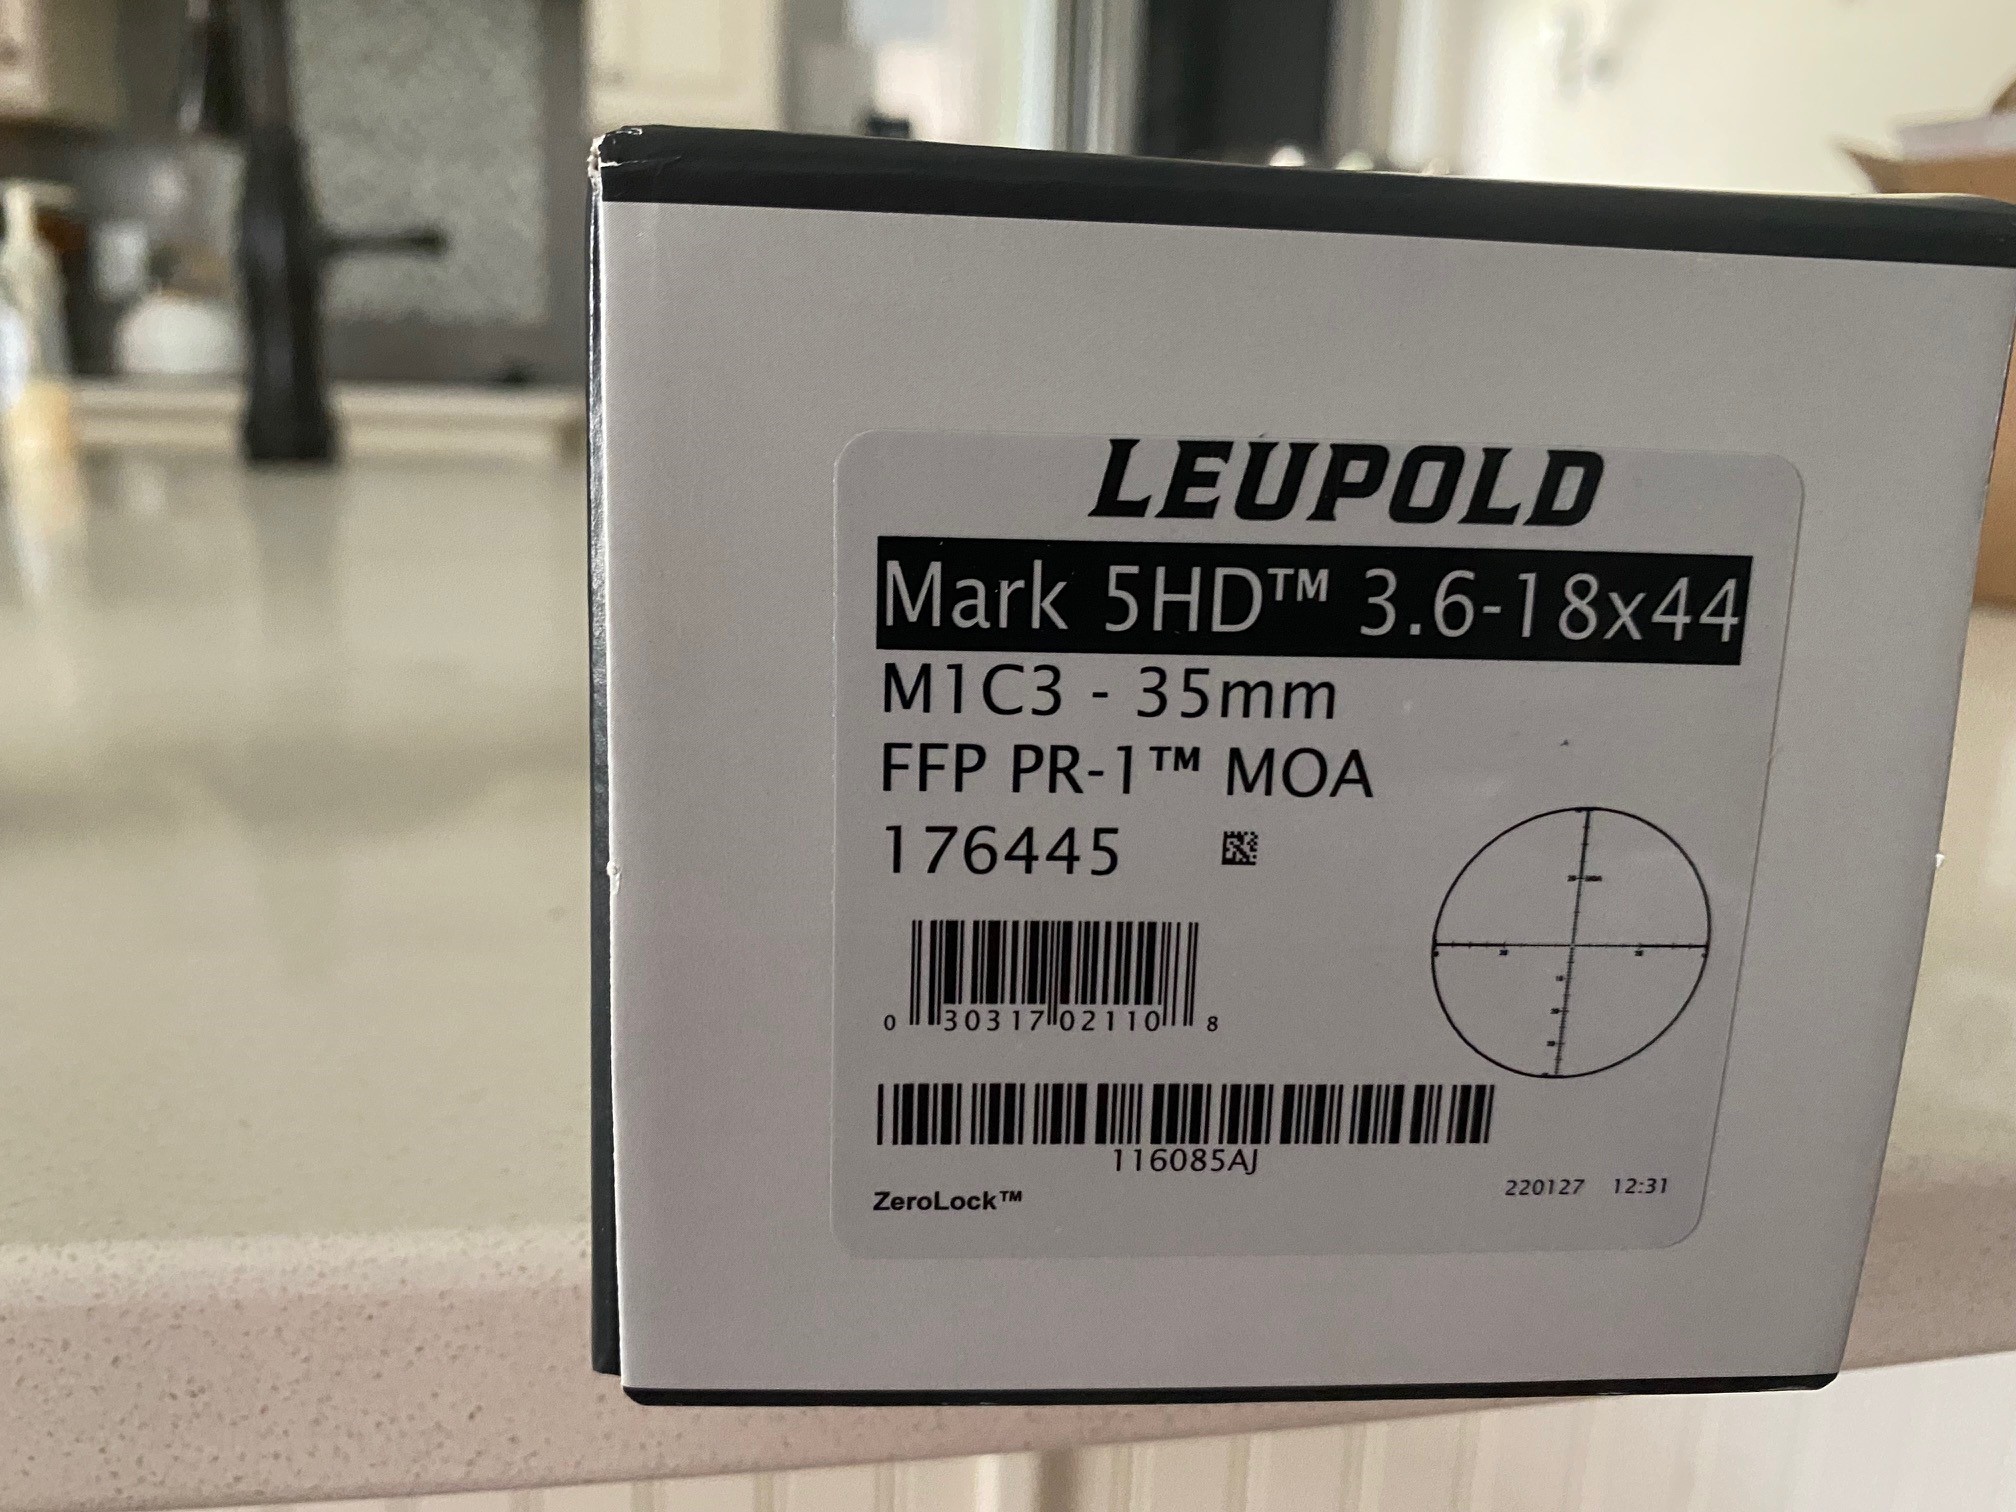 LEUPOLD
Mark 5HD™ 3.6-18x44
M1C3 - 35mm
FFP PR-1™ MOA
176445
0 30317 02110 8
116085AJ
ZeroLock™
220127 12:31